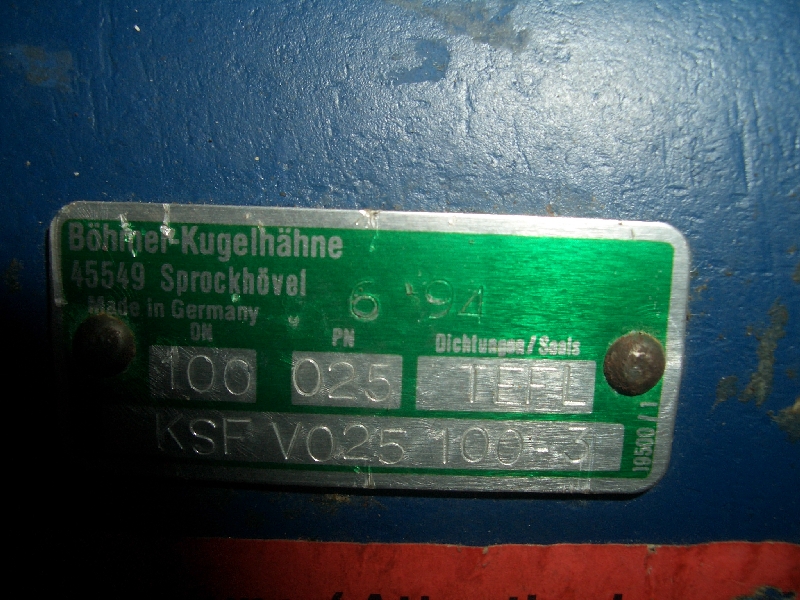 Böhmer-Kugelhähne
45549 Sprockhövel
Made in Germany
6 '94
DN PN Dichtungen/Seals
100 025 TEFL
KSF V025 100-3